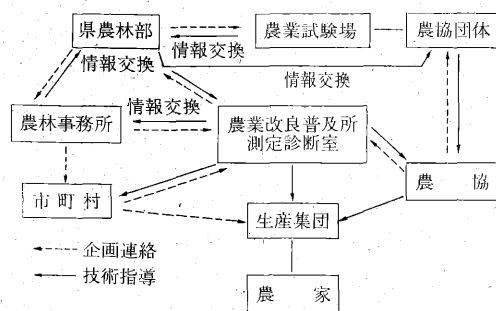 県農林部
農業試験場
農協団体
情報交換
情報交換
情報交換
情報交換
農林事務所
農業改良普及所
測定診断室
市町村
農協
生産集団
企画連絡
技術指導
農家